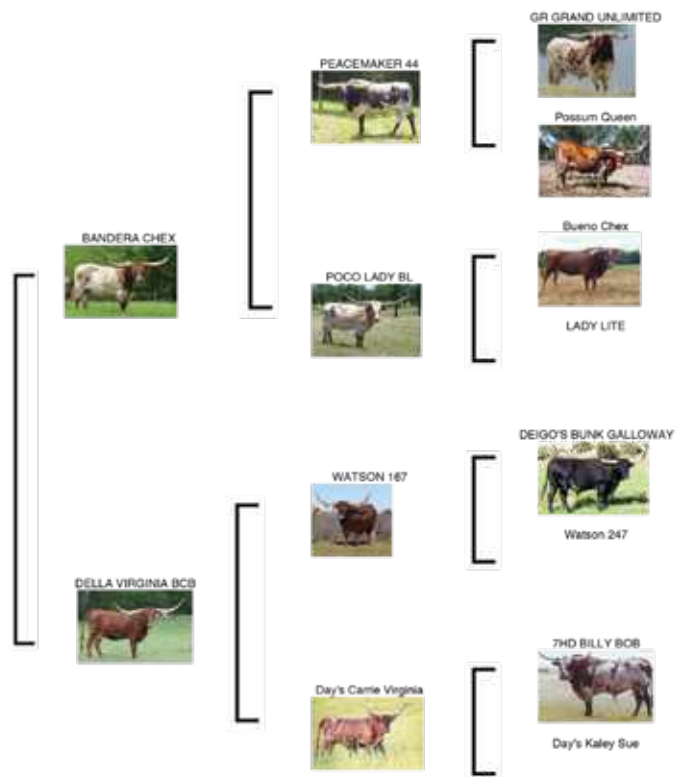 GR GRAND UNLIMITED
PEACEMAKER 44
Possum Queen
Bueno Chex
BANDERA CHEX
POCO LADY BL
LADY LITE
DEIGO'S BUNK GALLOWAY
WATSON 167
Watson 247
DELLA VIRGINIA BCB
7HD BILLY BOB
Day's Carrie Virginia
Day's Kaley Sue